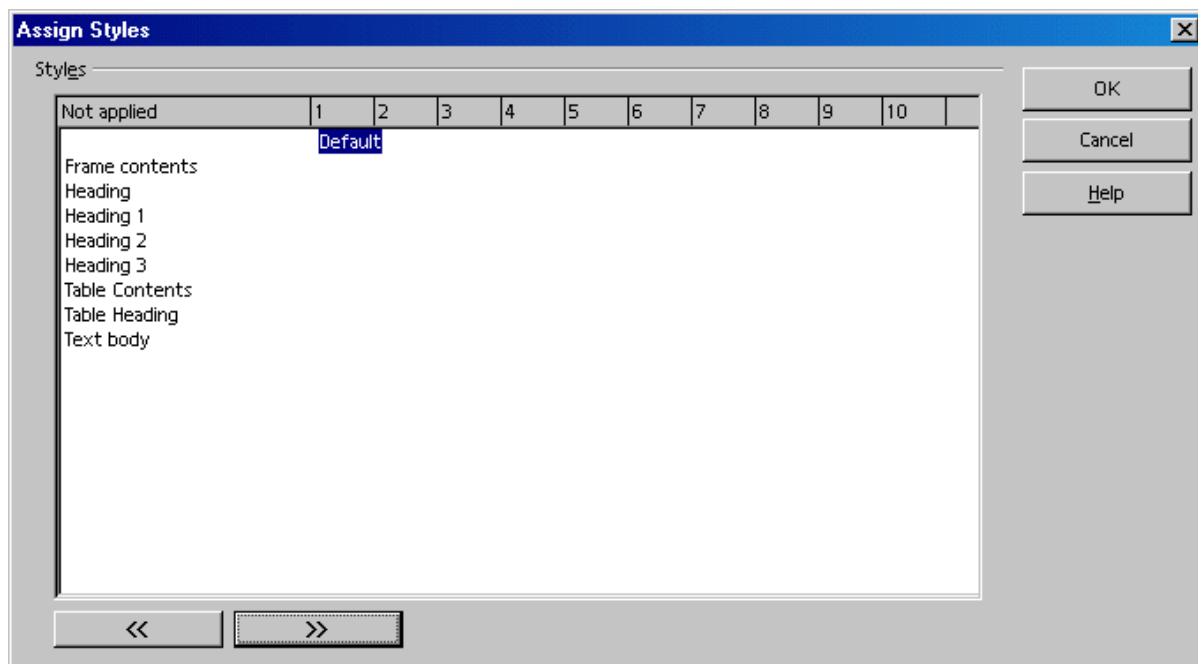 Assign Styles
Styles
OK
Not applied 1 2 3 4 5 6 7 8 9 10
Default
Cancel
Frame contents
Heading
Help
Heading 1
Heading 2
Heading 3
Table Contents
Table Heading
Text body
<< >>